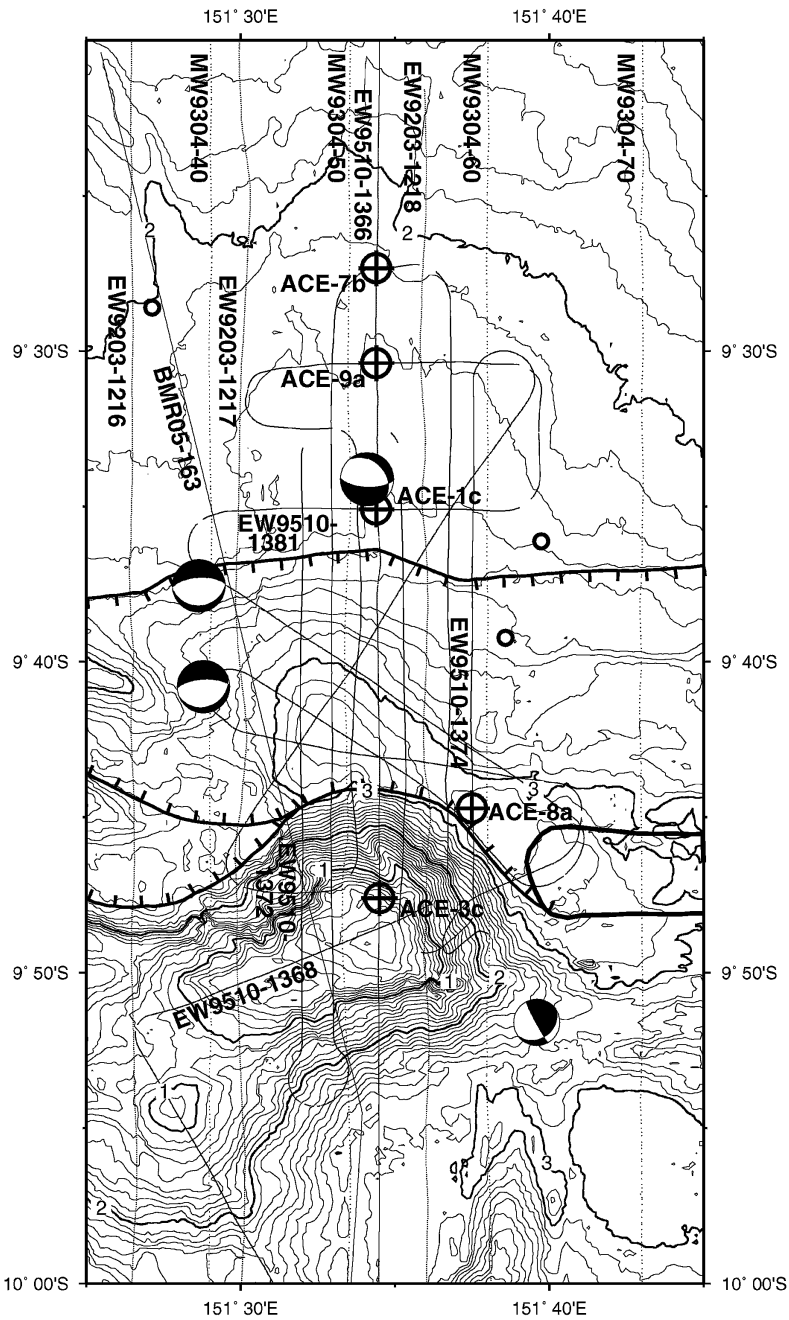 151° 30'E
151° 40'E
MW9304-40
MW9304-50
EW9510-1366
EW9203-1218
MW9304-60
MW9304-70
2
2
2
ACE-7b
EW9203-1216
EW9203-1217
9° 30'S
9° 30'S
ACE-9a
BMR05-163
ACE-1c
EW9510-
1381
EW9510-1374
9° 40'S
9° 40'S
3
3
ACE-8a
1
EW9510-
1372
ACE-3c
9° 50'S
9° 50'S
EW9510-1368
1
2
1
3
2
10° 00'S
10° 00'S
151° 30'E
151° 40'E